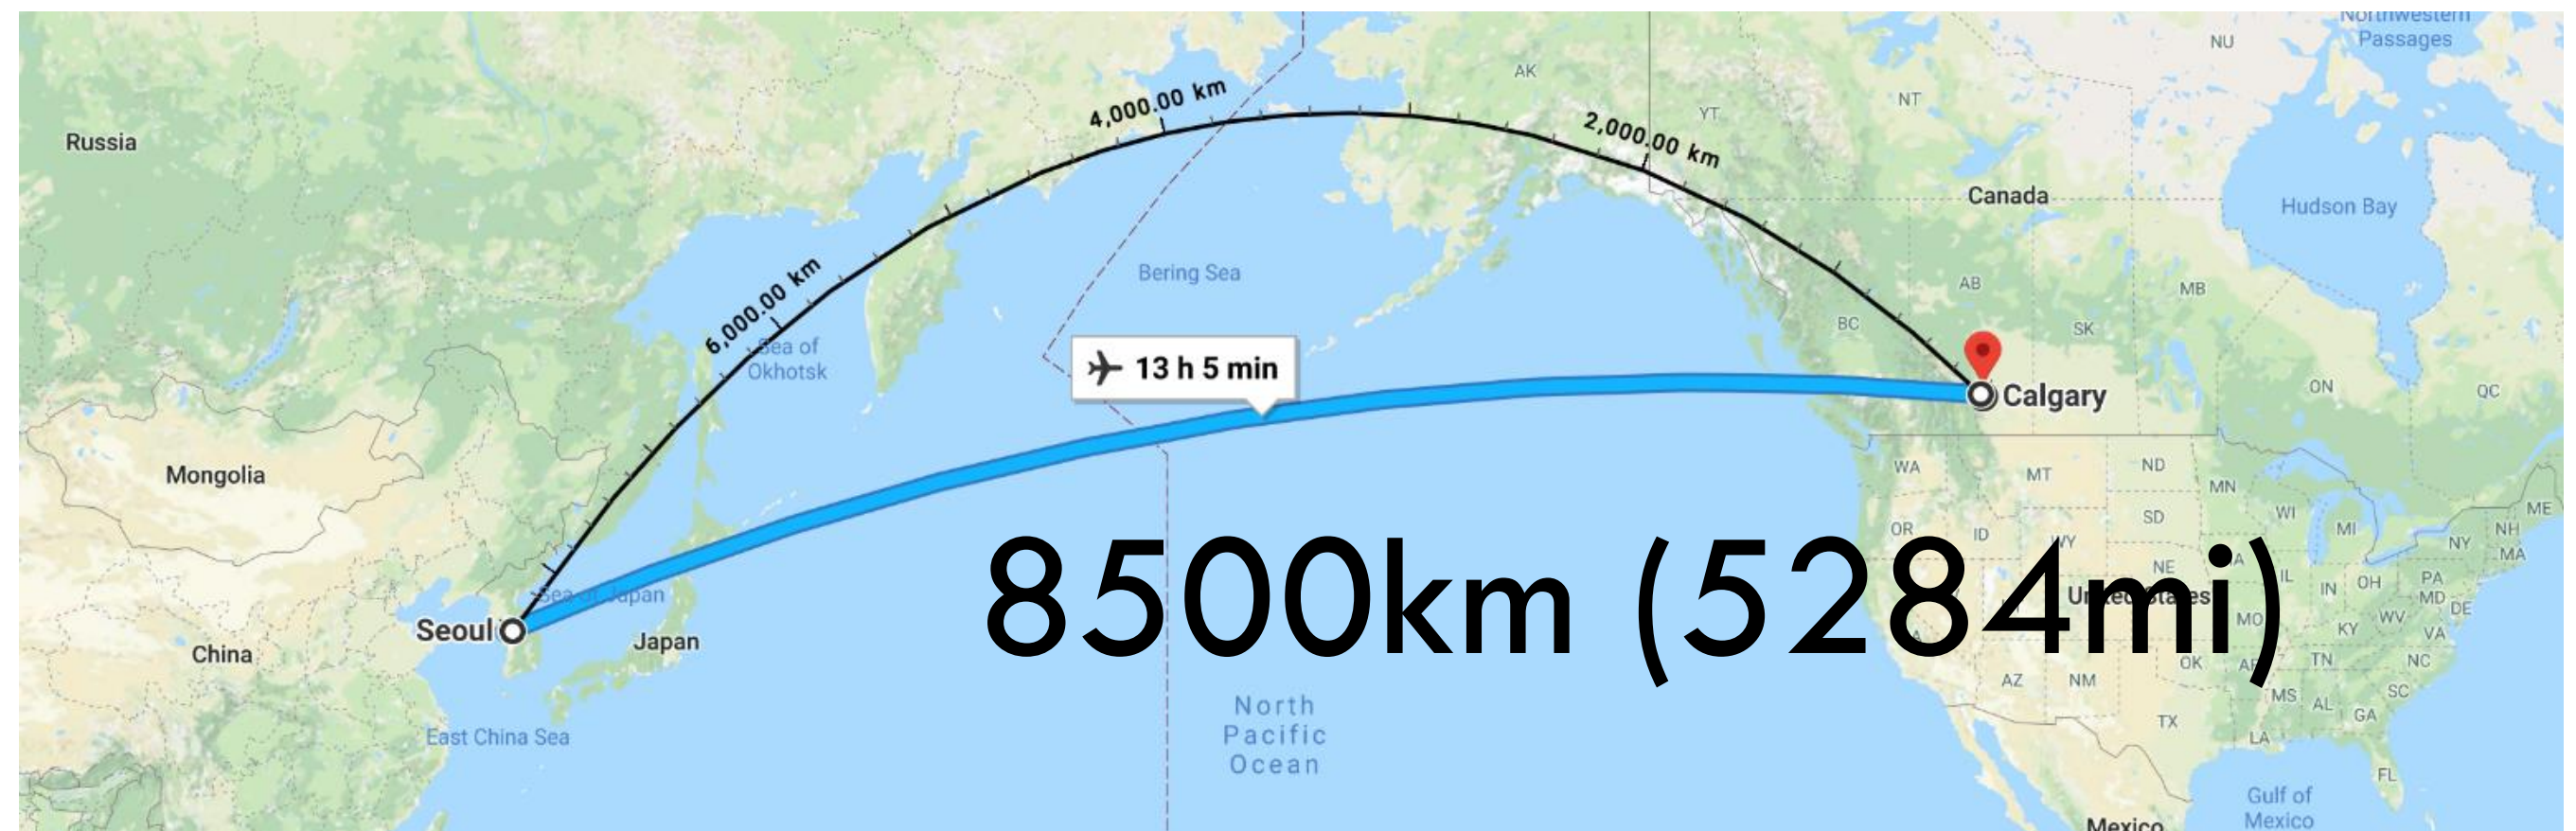 Northwestern
Passages
NU
AK
NT
YT
4,000.00 km
2,000.00 km
Russia
Canada
Hudson Bay
Bering Sea
6,000.00 km
AB
MB
BC
SK
Sea of
Okhotsk
13 h 5 min
Calgary
ON
QC
Mongolia
WA
MT
ND
MN
OR
ID
SD
WI
MI
ME
NH
NY
MA
WY
NE
IA
IL
IN
OH
PA
MD
DE
8500km (5284mi)
Sea of Japan
United States
Seoul
Japan
China
MO
WV
KY
VA
OK
AR
TN
NC
AZ
NM
SC
MS
AL
GA
TX
LA
North
Pacific
Ocean
East China Sea
FL
Gulf of
Mexico
Mexico